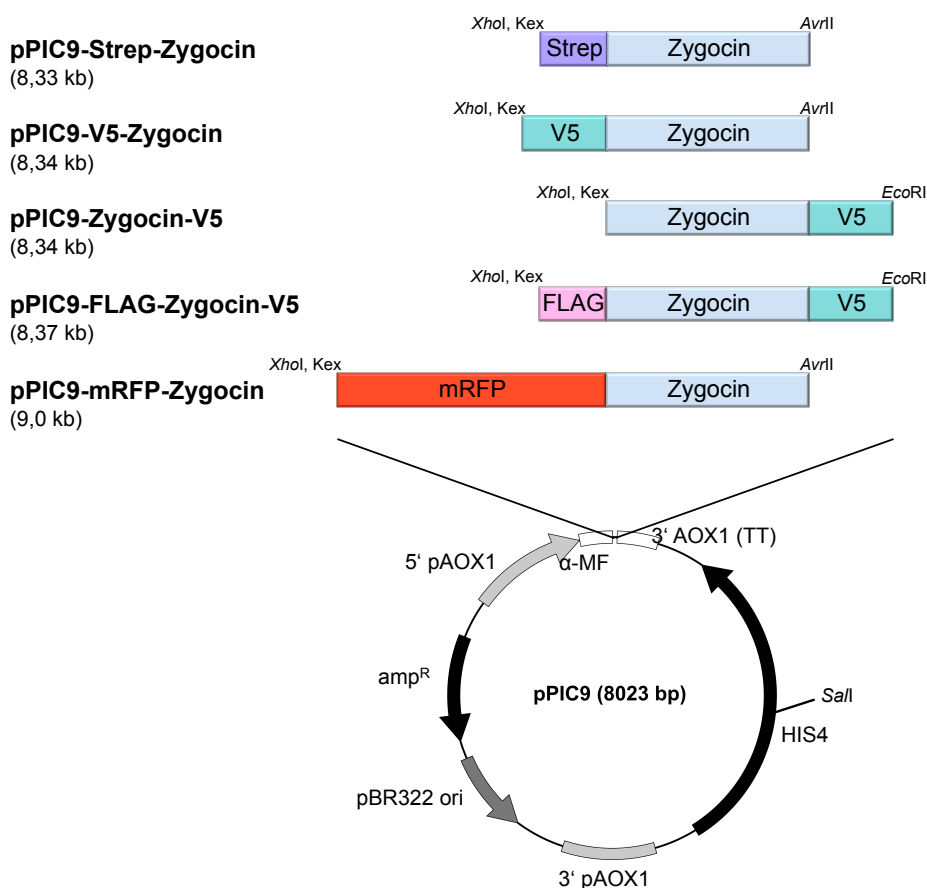 XhoI, Kex
AvrII
pPIC9-Strep-Zygocin
(8,33 kb)
Strep
Zygocin
XhoI, Kex
AvrII
pPIC9-V5-Zygocin
(8,34 kb)
V5
Zygocin
XhoI, Kex
EcoRI
pPIC9-Zygocin-V5
(8,34 kb)
Zygocin
V5
XhoI, Kex
EcoRI
pPIC9-FLAG-Zygocin-V5
(8,37 kb)
FLAG
Zygocin
V5
XhoI, Kex
AvrII
pPIC9-mRFP-Zygocin
(9,0 kb)
mRFP
Zygocin
3‘ AOX1 (TT)
5‘ pAOX1
α-MF
ampR
pPIC9 (8023 bp)
SalI
HIS4
pBR322 ori
3‘ pAOX1